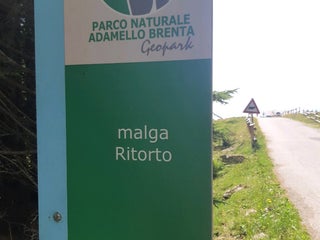 PARCO NATURALE
ADAMELLO BRENTA
Geopark
malga
Ritorto